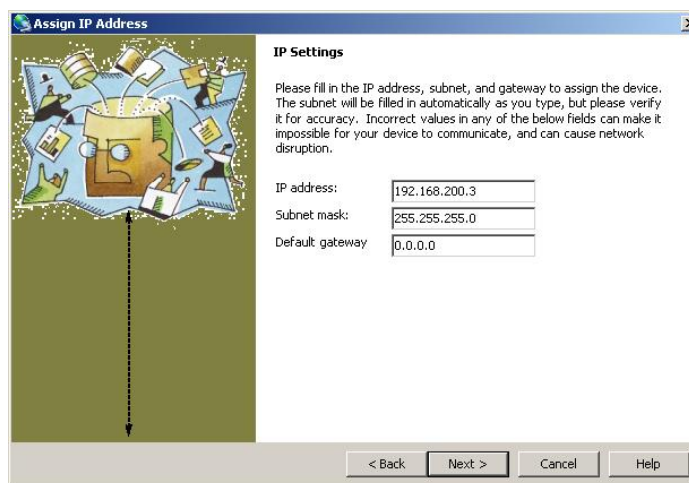 Assign IP Address
IP Settings
Please fill in the IP address, subnet, and gateway to assign the device.
The subnet will be filled in automatically as you type, but please verify
it for accuracy. Incorrect values in any of the below fields can make it
impossible for your device to communicate, and can cause network
disruption.
IP address: 192.168.200.3
Subnet mask: 255.255.255.0
Default gateway 0.0.0.0
< Back Next > Cancel Help